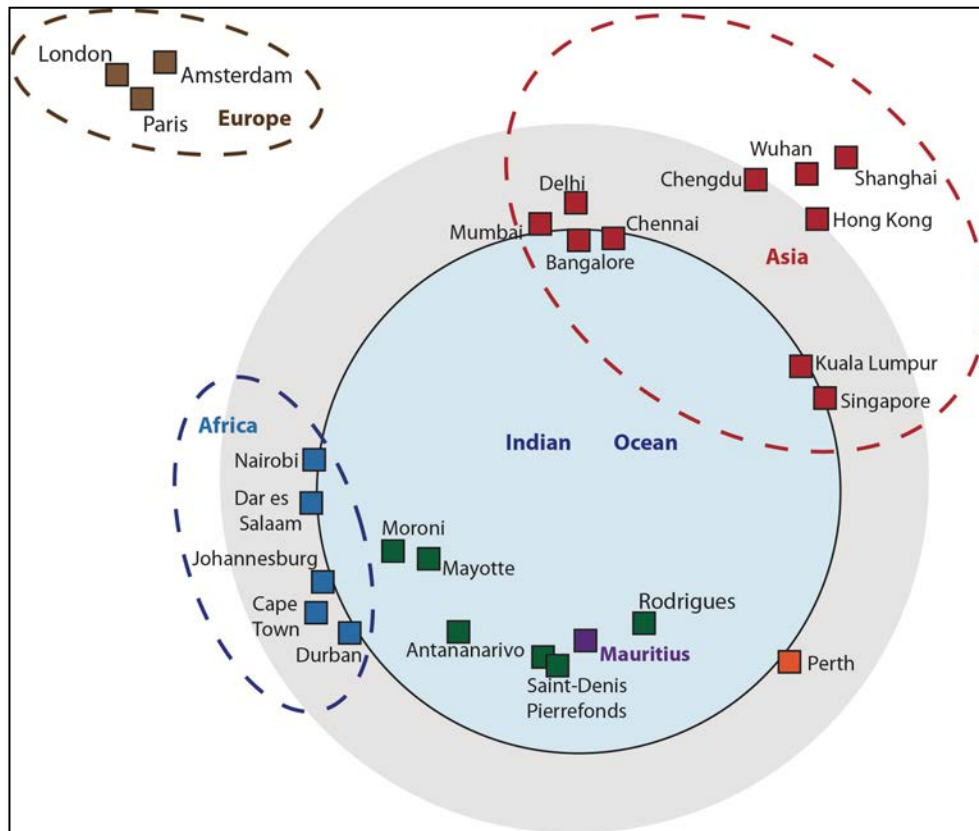 London
Amsterdam
Paris
Europe
Wuhan
Chengdu
Shanghai
Delhi
Hong Kong
Mumbai
Chennai
Bangalore
Asia
Kuala Lumpur
Singapore
Africa
Indian Ocean
Nairobi
Dar es
Salaam
Moroni
Johannesburg
Mayotte
Cape
Town
Rodrigues
Durban
Antananarivo
Mauritius
Perth
Saint-Denis
Pierrefonds